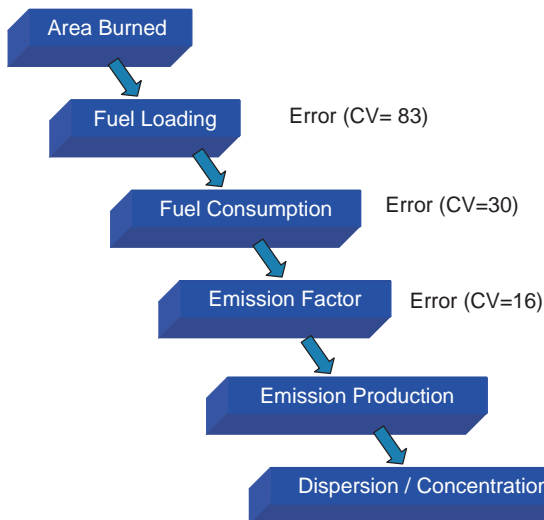 Area Burned
Fuel Loading
Error (CV= 83)
Fuel Consumption
Error (CV=30)
Emission Factor
Error (CV=16)
Emission Production
Dispersion / Concentration